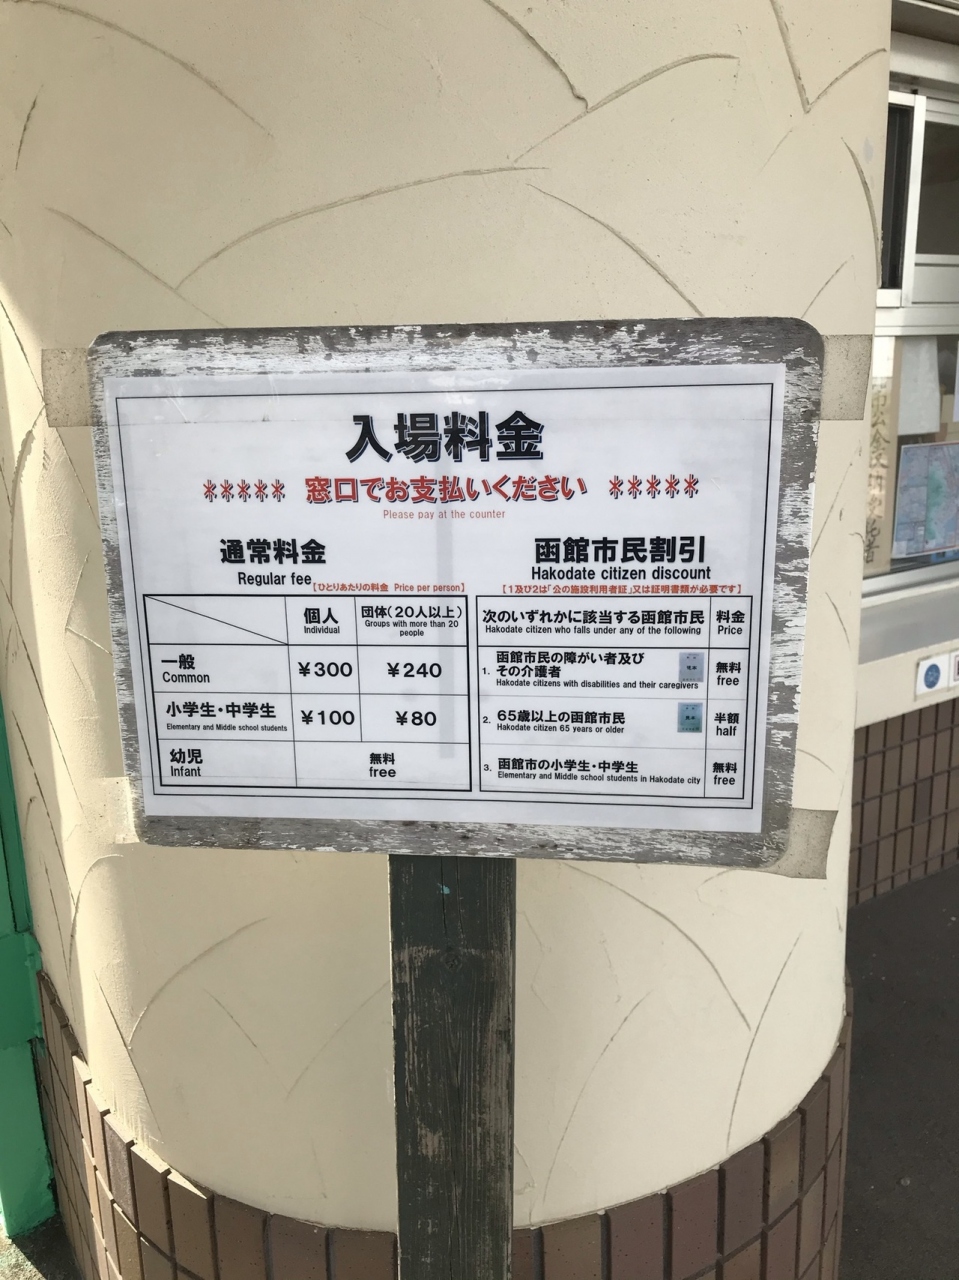 入場料金
***** 窓口でお支払いください *****
Please pay at the counter
通常料金
Regular fee【ひとりあたりの料金 Price per person】
個人
Individual
団体(20人以上)
Groups with more than 20
people
一般
Common
¥300
¥240
小学生・中学生
Elementary and Middle school students
¥100
¥80
幼児
Infant
無料
free
函館市民割引
Hakodate citizen discount
【1及び2は「公の施設利用者証」又は証明書類が必要です】
次のいずれかに該当する函館市民
Hakodate citizen who falls under any of the following
料金
Price
1. 函館市民の障がい者及び
その介護者
Hakodate citizens with disabilities and their caregivers
無料
free
2. 65歳以上の函館市民
Hakodate citizen 65 years or older
半額
half
3. 函館市の小学生・中学生
Elementary and Middle school students in Hakodate city
無料
free